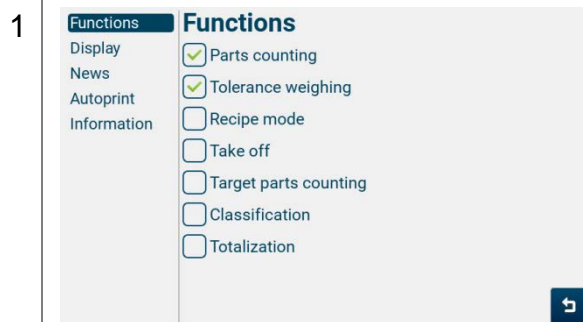 1
Functions
Display
News
Autoprint
Information
Functions
Parts counting
Tolerance weighing
Recipe mode
Take off
Target parts counting
Classification
Totalization